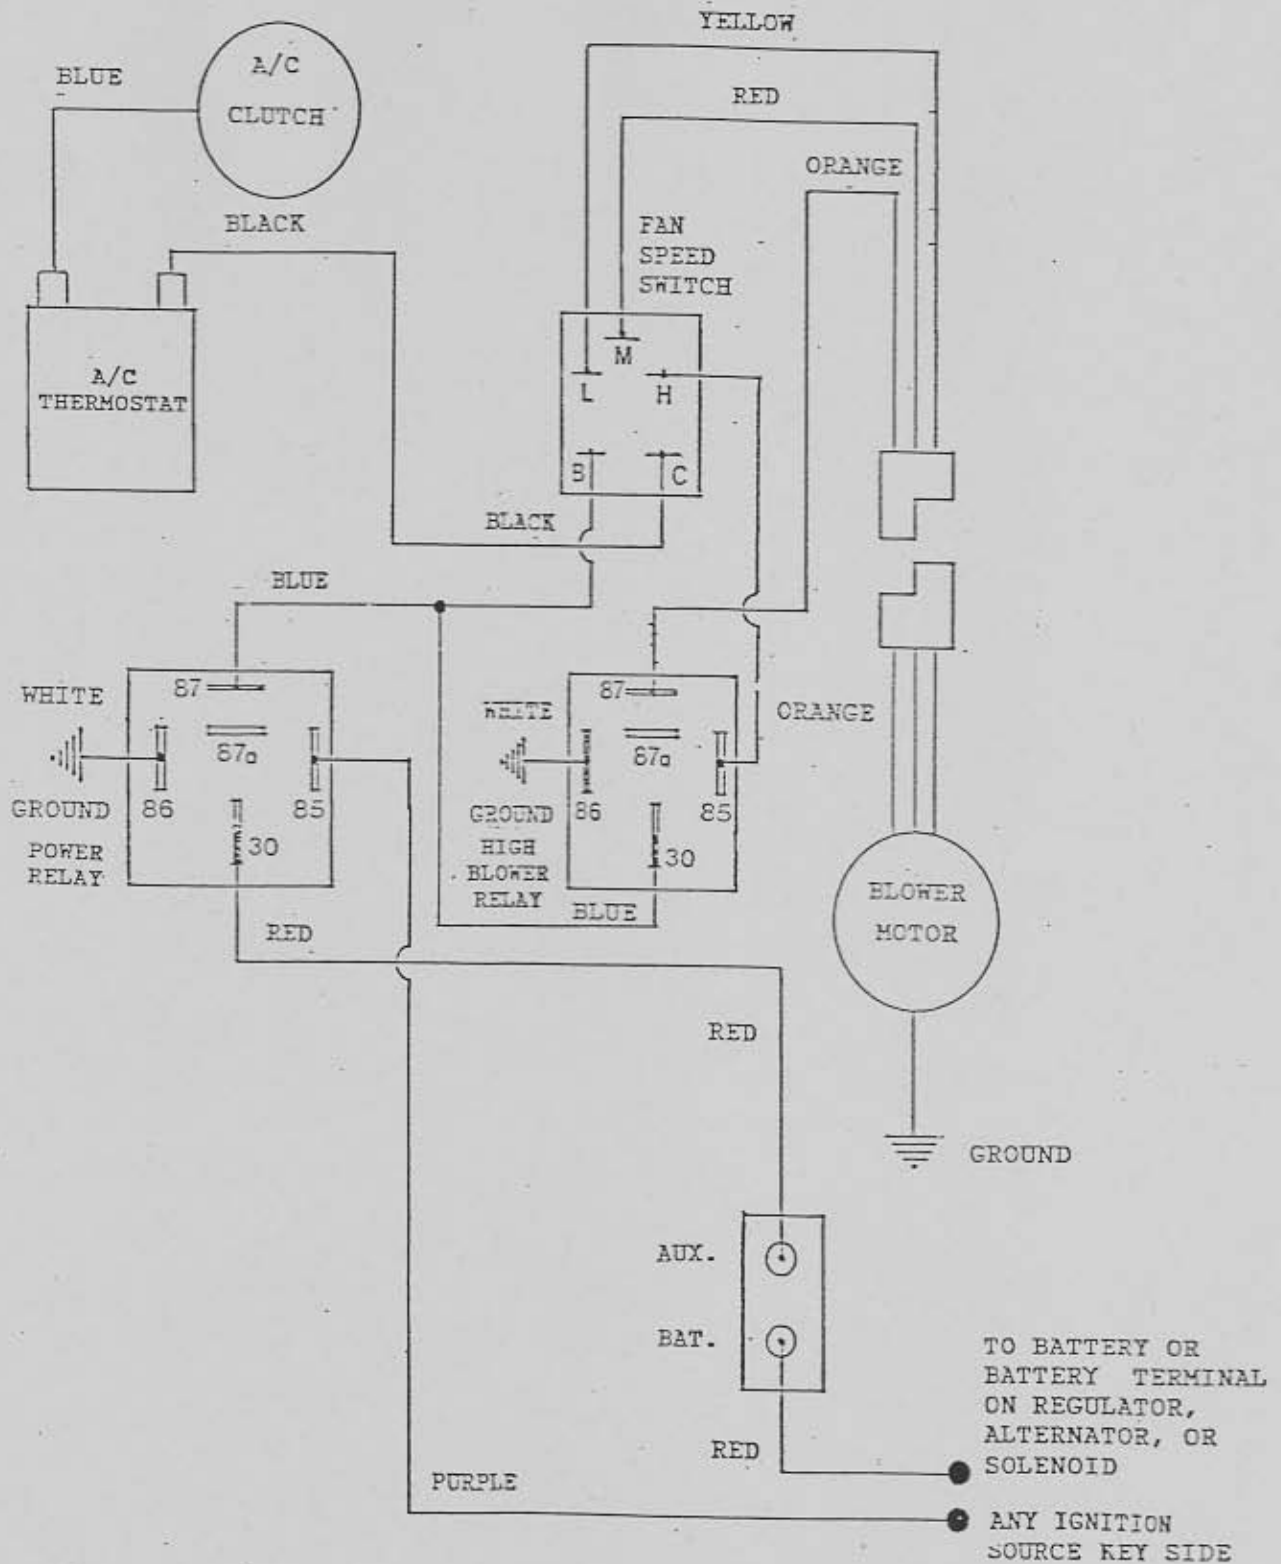 YELLOW
A/C
CLUTCH
BLUE
RED
ORANGE
BLACK
FAN
SPEED
SWITCH
M
L
H
A/C
THERMOSTAT
B
C
BLACK
BLUE
WHITE
87
87a
86
85
GROUND
30
POWER
RELAY
WHITE
87
87a
ORANGE
86
85
GROUND
30
HIGH
BLOWER
RELAY
BLUE
BLOWER
MOTOR
RED
RED
GROUND
AUX.
BAT.
TO BATTERY OR
BATTERY TERMINAL
ON REGULATOR,
ALTERNATOR, OR
SOLENOID
RED
PURPLE
ANY IGNITION
SOURCE KEY SIDE